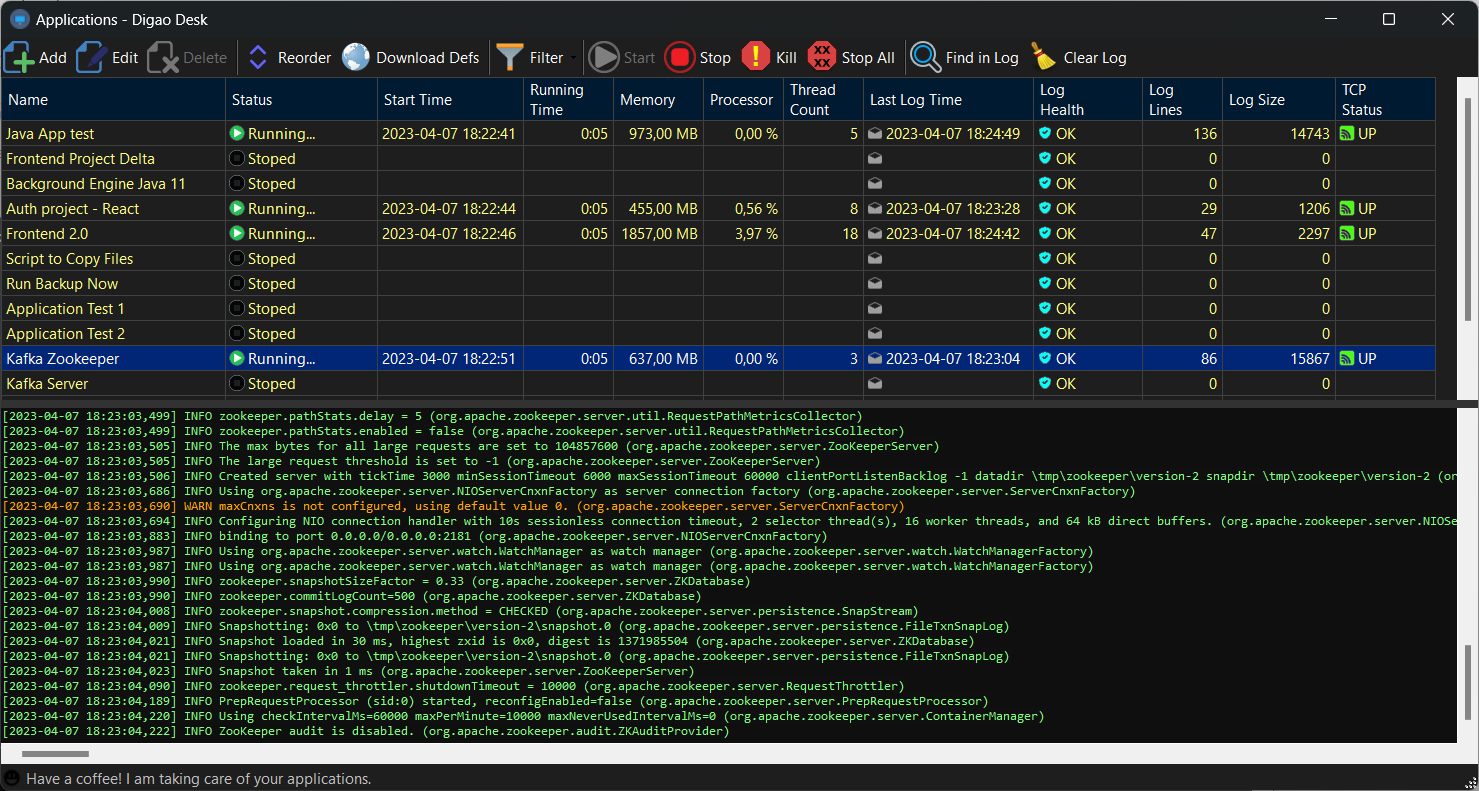 Applications - Digao Desk
Add Edit Delete Reorder Download Defs Filter Start Stop Kill Stop All Find in Log Clear Log
Name Status Start Time Running Time Memory Processor Thread Count Last Log Time Log Health Log Lines Log Size TCP Status
Java App test Running... 2023-04-07 18:22:41 0:05 973,00 MB 0,00 % 5 2023-04-07 18:24:49 OK 136 14743 UP
Frontend Project Delta Stoped OK 0 0
Background Engine Java 11 Stoped OK 0 0
Auth project - React Running... 2023-04-07 18:22:44 0:05 455,00 MB 0,56 % 8 2023-04-07 18:23:28 OK 29 1206 UP
Frontend 2.0 Running... 2023-04-07 18:22:46 0:05 1857,00 MB 3,97 % 18 2023-04-07 18:24:42 OK 47 2297 UP
Script to Copy Files Stoped OK 0 0
Run Backup Now Stoped OK 0 0
Application Test 1 Stoped OK 0 0
Application Test 2 Stoped OK 0 0
Kafka Zookeeper Running... 2023-04-07 18:22:51 0:05 637,00 MB 0,00 % 3 2023-04-07 18:23:04 OK 86 15867 UP
Kafka Server Stoped OK 0 0
[2023-04-07 18:23:03,499] INFO zookeeper.pathStats.delay = 5 (org.apache.zookeeper.server.util.RequestPathMetricsCollector)
[2023-04-07 18:23:03,499] INFO zookeeper.pathStats.enabled = false (org.apache.zookeeper.server.util.RequestPathMetricsCollector)
[2023-04-07 18:23:03,505] INFO The max bytes for all large requests are set to 104857600 (org.apache.zookeeper.server.ZooKeeperServer)
[2023-04-07 18:23:03,505] INFO The large request threshold is set to -1 (org.apache.zookeeper.server.ZooKeeperServer)
[2023-04-07 18:23:03,506] INFO Created server with tickTime 3000 minSessionTimeout 6000 maxSessionTimeout 60000 clientPortListenBacklog -1 datadir \tmp\zookeeper\version-2 snapdir \tmp\zookeeper\version-2 (or
[2023-04-07 18:23:03,686] INFO Using org.apache.zookeeper.server.NIOServerCnxnFactory as server connection factory (org.apache.zookeeper.server.ServerCnxnFactory)
[2023-04-07 18:23:03,690] WARN maxCnxns is not configured, using default value 0. (org.apache.zookeeper.server.ServerCnxnFactory)
[2023-04-07 18:23:03,694] INFO Configuring NIO connection handler with 10s sessionless connection timeout, 2 selector thread(s), 16 worker threads, and 64 kB direct buffers. (org.apache.zookeeper.server.NIOSe
[2023-04-07 18:23:03,883] INFO binding to port 0.0.0.0/0.0.0.0:2181 (org.apache.zookeeper.server.NIOServerCnxnFactory)
[2023-04-07 18:23:03,987] INFO Using org.apache.zookeeper.server.watch.WatchManager as watch manager (org.apache.zookeeper.server.watch.WatchManagerFactory)
[2023-04-07 18:23:03,987] INFO Using org.apache.zookeeper.server.watch.WatchManager as watch manager (org.apache.zookeeper.server.watch.WatchManagerFactory)
[2023-04-07 18:23:03,990] INFO zookeeper.snapshotSizeFactor = 0.33 (org.apache.zookeeper.server.ZKDatabase)
[2023-04-07 18:23:03,990] INFO zookeeper.commitLogCount=500 (org.apache.zookeeper.server.ZKDatabase)
[2023-04-07 18:23:04,008] INFO zookeeper.snapshot.compression.method = CHECKED (org.apache.zookeeper.server.persistence.SnapStream)
[2023-04-07 18:23:04,009] INFO Snapshotting: 0x0 to \tmp\zookeeper\version-2\snapshot.0 (org.apache.zookeeper.server.persistence.FileTxnSnapLog)
[2023-04-07 18:23:04,021] INFO Snapshot loaded in 30 ms, highest zxid is 0x0, digest is 1371985504 (org.apache.zookeeper.server.ZKDatabase)
[2023-04-07 18:23:04,021] INFO Snapshotting: 0x0 to \tmp\zookeeper\version-2\snapshot.0 (org.apache.zookeeper.server.persistence.FileTxnSnapLog)
[2023-04-07 18:23:04,023] INFO Snapshot taken in 1 ms (org.apache.zookeeper.server.ZooKeeperServer)
[2023-04-07 18:23:04,090] INFO zookeeper.request_throttler.shutdownTimeout = 10000 (org.apache.zookeeper.server.RequestThrottler)
[2023-04-07 18:23:04,189] INFO PrepRequestProcessor (sid:0) started, reconfigEnabled=false (org.apache.zookeeper.server.PrepRequestProcessor)
[2023-04-07 18:23:04,220] INFO Using checkIntervalMs=60000 maxPerMinute=10000 maxNeverUsedIntervalMs=0 (org.apache.zookeeper.server.ContainerManager)
[2023-04-07 18:23:04,222] INFO ZooKeeper audit is disabled. (org.apache.zookeeper.audit.ZKAuditProvider)
Have a coffee! I am taking care of your applications.